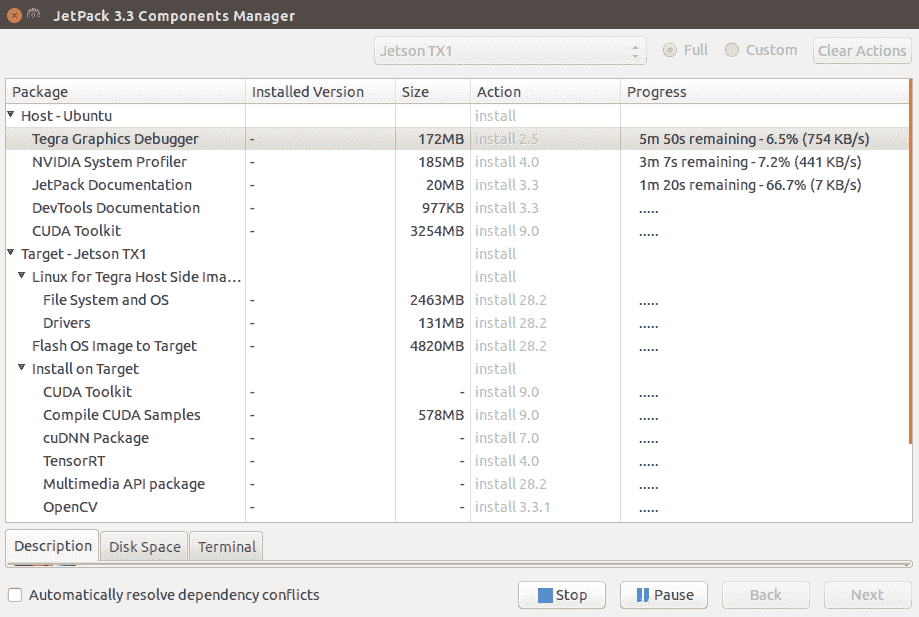 JetPack 3.3 Components Manager
Jetson TX1 Full Custom Clear Actions
Package Installed Version Size Action Progress
Host - Ubuntu install
Tegra Graphics Debugger - 172MB install 2.5 5m 50s remaining - 6.5% (754 KB/s)
NVIDIA System Profiler - 185MB install 4.0 3m 7s remaining - 7.2% (441 KB/s)
JetPack Documentation - 20MB install 3.3 1m 20s remaining - 66.7% (7 KB/s)
DevTools Documentation - 977KB install 3.3 .....
CUDA Toolkit - 3254MB install 9.0 .....
Target - Jetson TX1 install
Linux for Tegra Host Side Ima... install
File System and OS - 2463MB install 28.2 .....
Drivers - 131MB install 28.2 .....
Flash OS Image to Target - 4820MB install 28.2 .....
Install on Target install
CUDA Toolkit - - install 9.0 .....
Compile CUDA Samples - 578MB install 9.0 .....
cuDNN Package - - install 7.0 .....
TensorRT - - install 4.0 .....
Multimedia API package - - install 28.2 .....
OpenCV - - install 3.3.1 .....
Description Disk Space Terminal
Automatically resolve dependency conflicts Stop Pause Back Next